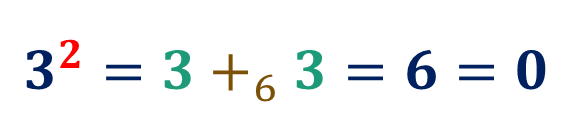 3² = 3 +₆ 3 = 6 = 0